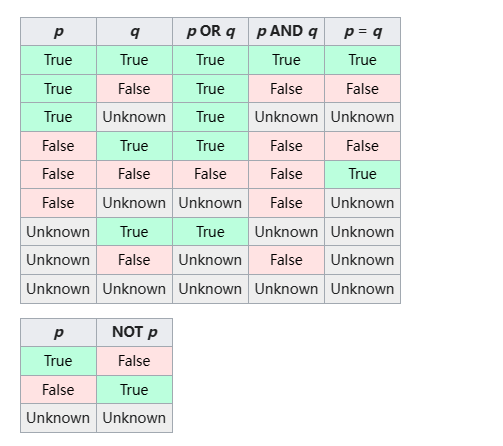 p q p OR q p AND q p = q
True True True True True
True False True False False
True Unknown True Unknown Unknown
False True True False False
False False False False True
False Unknown Unknown False Unknown
Unknown True True Unknown Unknown
Unknown False Unknown False Unknown
Unknown Unknown Unknown Unknown Unknown
p NOT p
True False
False True
Unknown Unknown